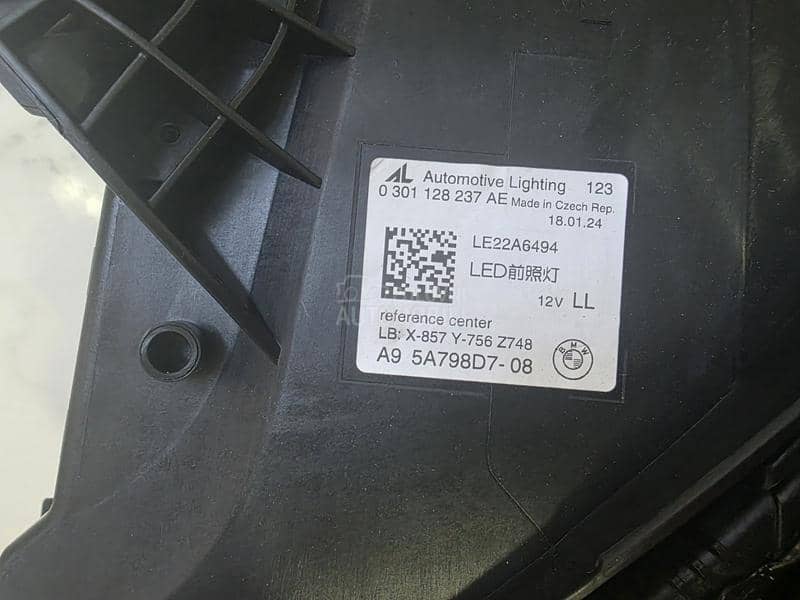 AL Automotive Lighting 123
0 301 128 237 AE Made in Czech Rep.
18.01.24
LE22A6494
LED前照灯
12V LL
reference center
LB: X-857 Y-756 Z748
A9 5A798D7-08
BMW